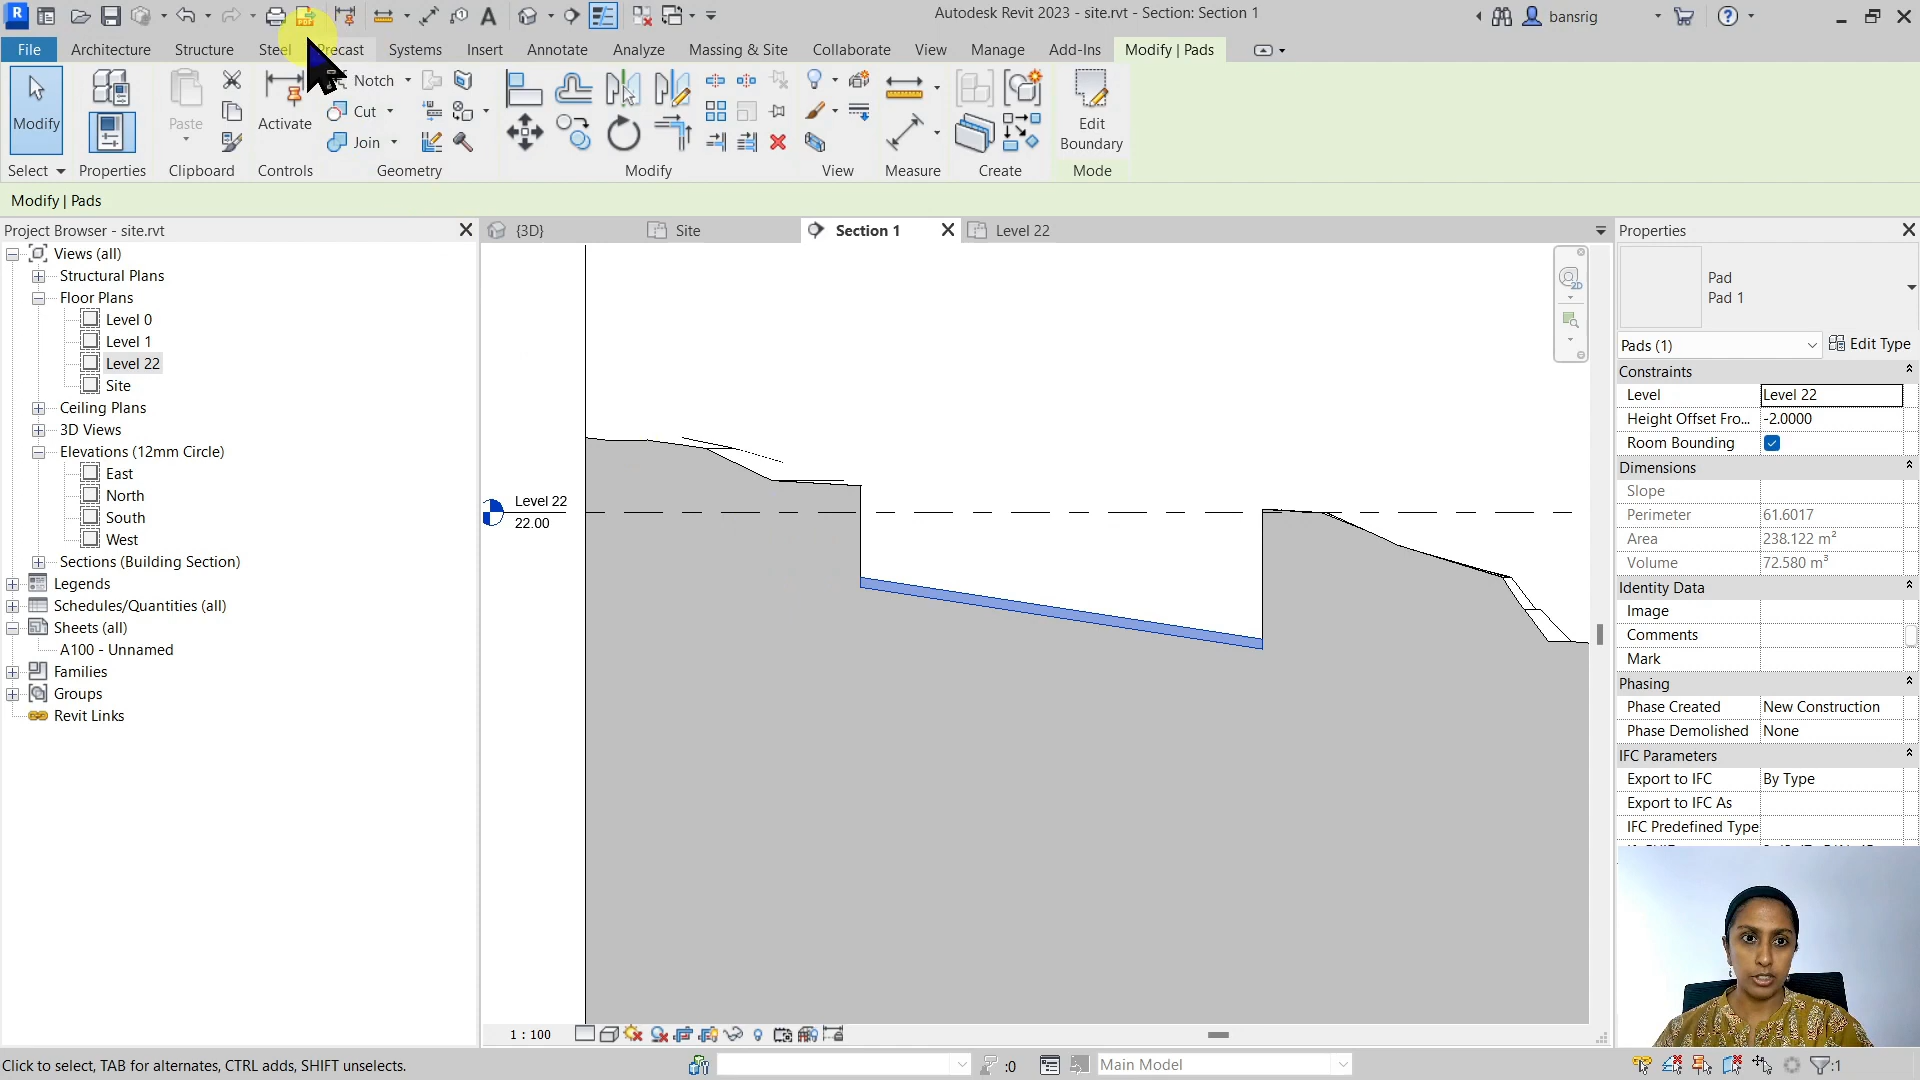 Autodesk Revit 2023 - site.rvt - Section: Section 1
bansrig
File Architecture Structure Steel Precast Systems Insert Annotate Analyze Massing & Site Collaborate View Manage Add-Ins Modify | Pads
Notch
Cut
Join
Modify
Paste
Activate
Edit Boundary
Select Properties Clipboard Controls Geometry Modify View Measure Create Mode
Modify | Pads
Project Browser - site.rvt
Views (all)
Structural Plans
Floor Plans
Level 0
Level 1
Level 22
Site
Ceiling Plans
3D Views
Elevations (12mm Circle)
East
North
South
West
Sections (Building Section)
Legends
Schedules/Quantities (all)
Sheets (all)
A100 - Unnamed
Families
Groups
Revit Links
{3D} Site Section 1 Level 22
2D
Level 22
22.00
Properties
Pad
Pad 1
Pads (1) Edit Type
Constraints
Level Level 22
Height Offset Fro... -2.0000
Room Bounding
Dimensions
Slope
Perimeter 61.6017
Area 238.122 m²
Volume 72.580 m³
Identity Data
Image
Comments
Mark
Phasing
Phase Created New Construction
Phase Demolished None
IFC Parameters
Export to IFC By Type
Export to IFC As
IFC Predefined Type
1 : 100
Click to select, TAB for alternates, CTRL adds, SHIFT unselects.
:0
Main Model
:1